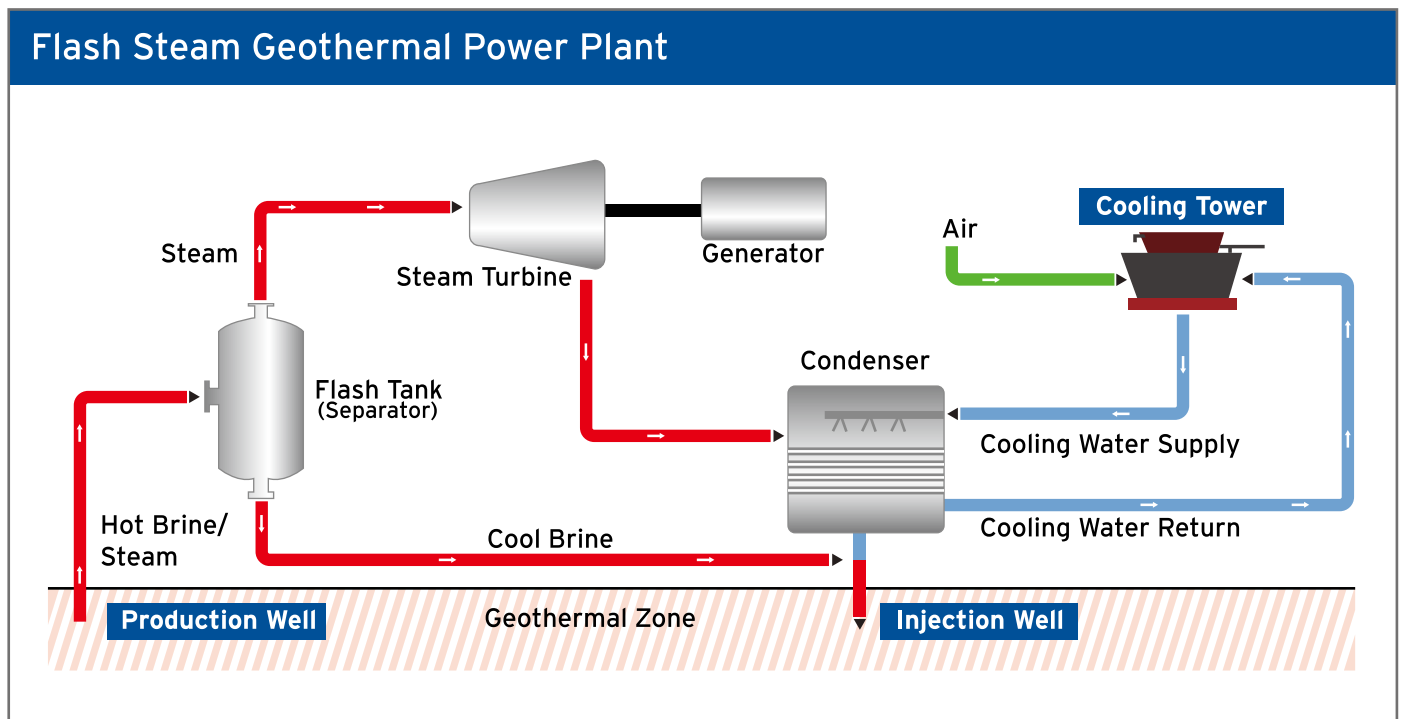 Flash Steam Geothermal Power Plant
Cooling Tower
Air
Steam
Generator
Steam Turbine
Condenser
Flash Tank
(Separator)
Cooling Water Supply
Hot Brine/
Steam
Cool Brine
Cooling Water Return
Production Well
Geothermal Zone
Injection Well